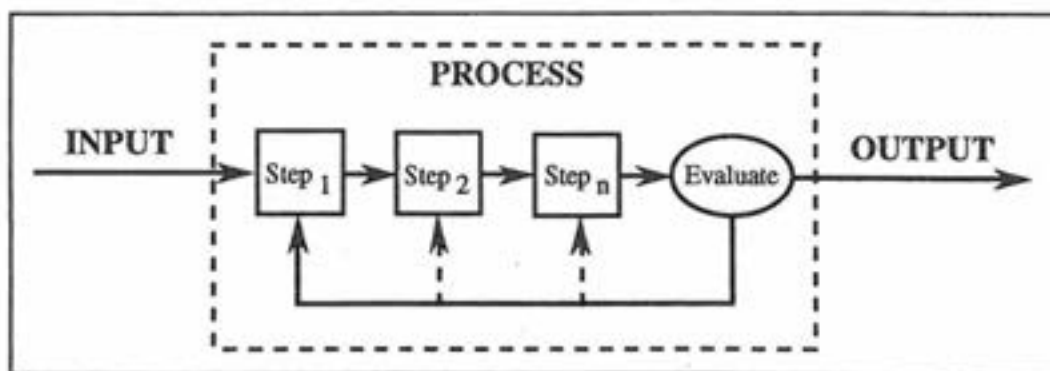 PROCESS
INPUT
Step 1
Step 2
Step n
Evaluate
OUTPUT